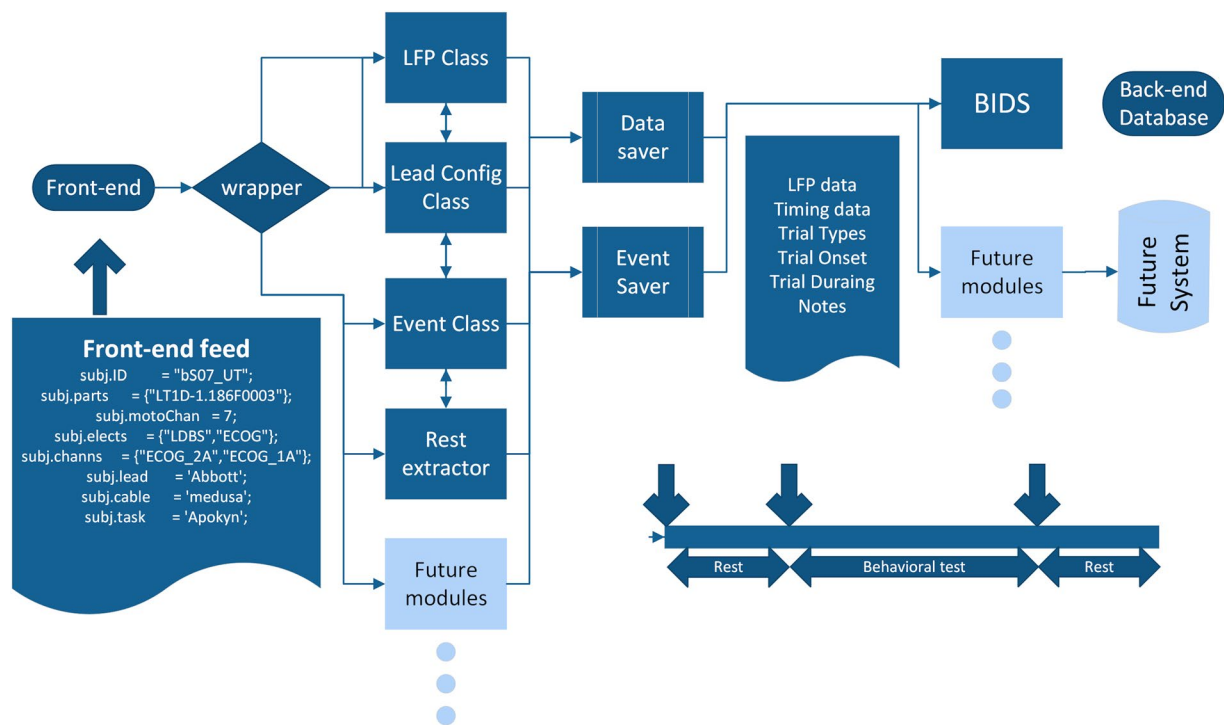 LFP Class
Data
saver
BIDS
Back-end
Database
Front-end
wrapper
Lead Config
Class
LFP data
Timing data
Trial Types
Trial Onset
Trial Duraing
Notes
Event
Saver
Future
modules
Future
System
Event Class
Front-end feed
subj.ID = "bS07_UT";
subj.parts = {"LT1D-1.186F0003"};
subj.motoChan = 7;
subj.elects = {"LDBS","ECOG"};
subj.channs = {"ECOG_2A","ECOG_1A"};
subj.lead = 'Abbott';
subj.cable = 'medusa';
subj.task = 'Apokyn';
Rest
extractor
Future
modules
Rest
Behavioral test
Rest